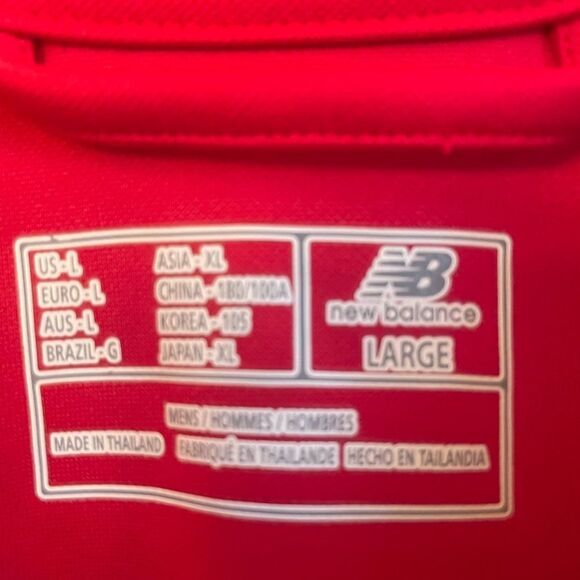 US-L
EURO-L
AUS-L
BRAZIL-G
ASIA-XL
CHINA-180/100A
KOREA-105
JAPAN-XL
NB
new balance
LARGE
MENS / HOMMES / HOMBRES
MADE IN THAILAND
FABRIQUÉ EN THAILANDE
HECHO EN TAILANDIA